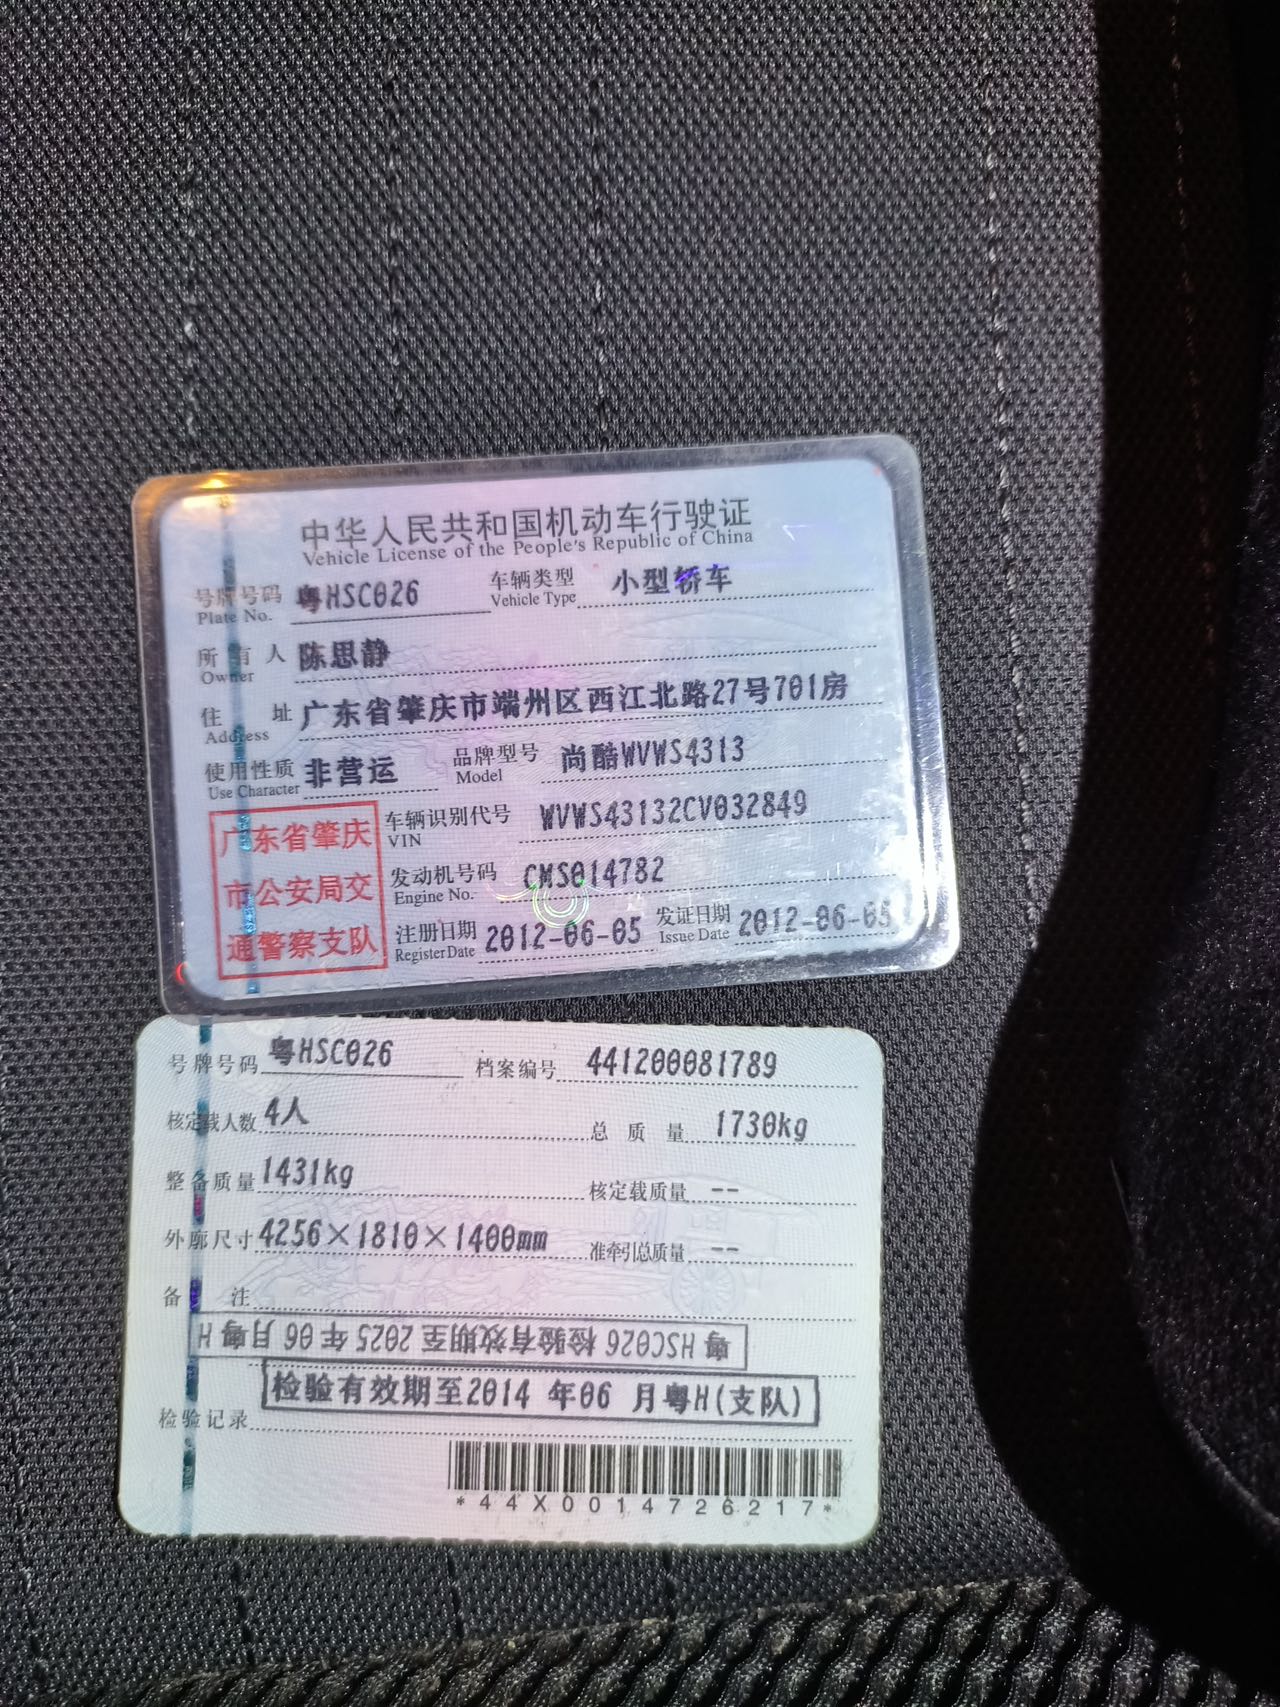 中华人民共和国机动车行驶证
Vehicle License of the People's Republic of China
号牌号码 粤HSC026 车辆类型 小型轿车
Plate No. Vehicle Type
所有人 陈思静
Owner
住址 广东省肇庆市端州区西江北路27号701房
Address
使用性质 非营运 品牌型号 尚酷WVWS4313
Use Character Model
车辆识别代号 WVWS43132CV032849
VIN
发动机号码 CMS014782
Engine No.
注册日期 2012-06-05 发证日期 2012-06-05
Register Date Issue Date
广东省肇庆
市公安局交
通警察支队
号牌号码 粤HSC026 档案编号 441200081789
核定载人数 4人 总质量 1730kg
整备质量 1431kg 核定载质量 --
外廓尺寸 4256×1810×1400mm 准牵引总质量 --
备注
粤HSC026 检验有效期至 2025 年 06 月粤H
检验有效期至2014 年06 月粤H(支队)
检验记录
*44X0014726217*